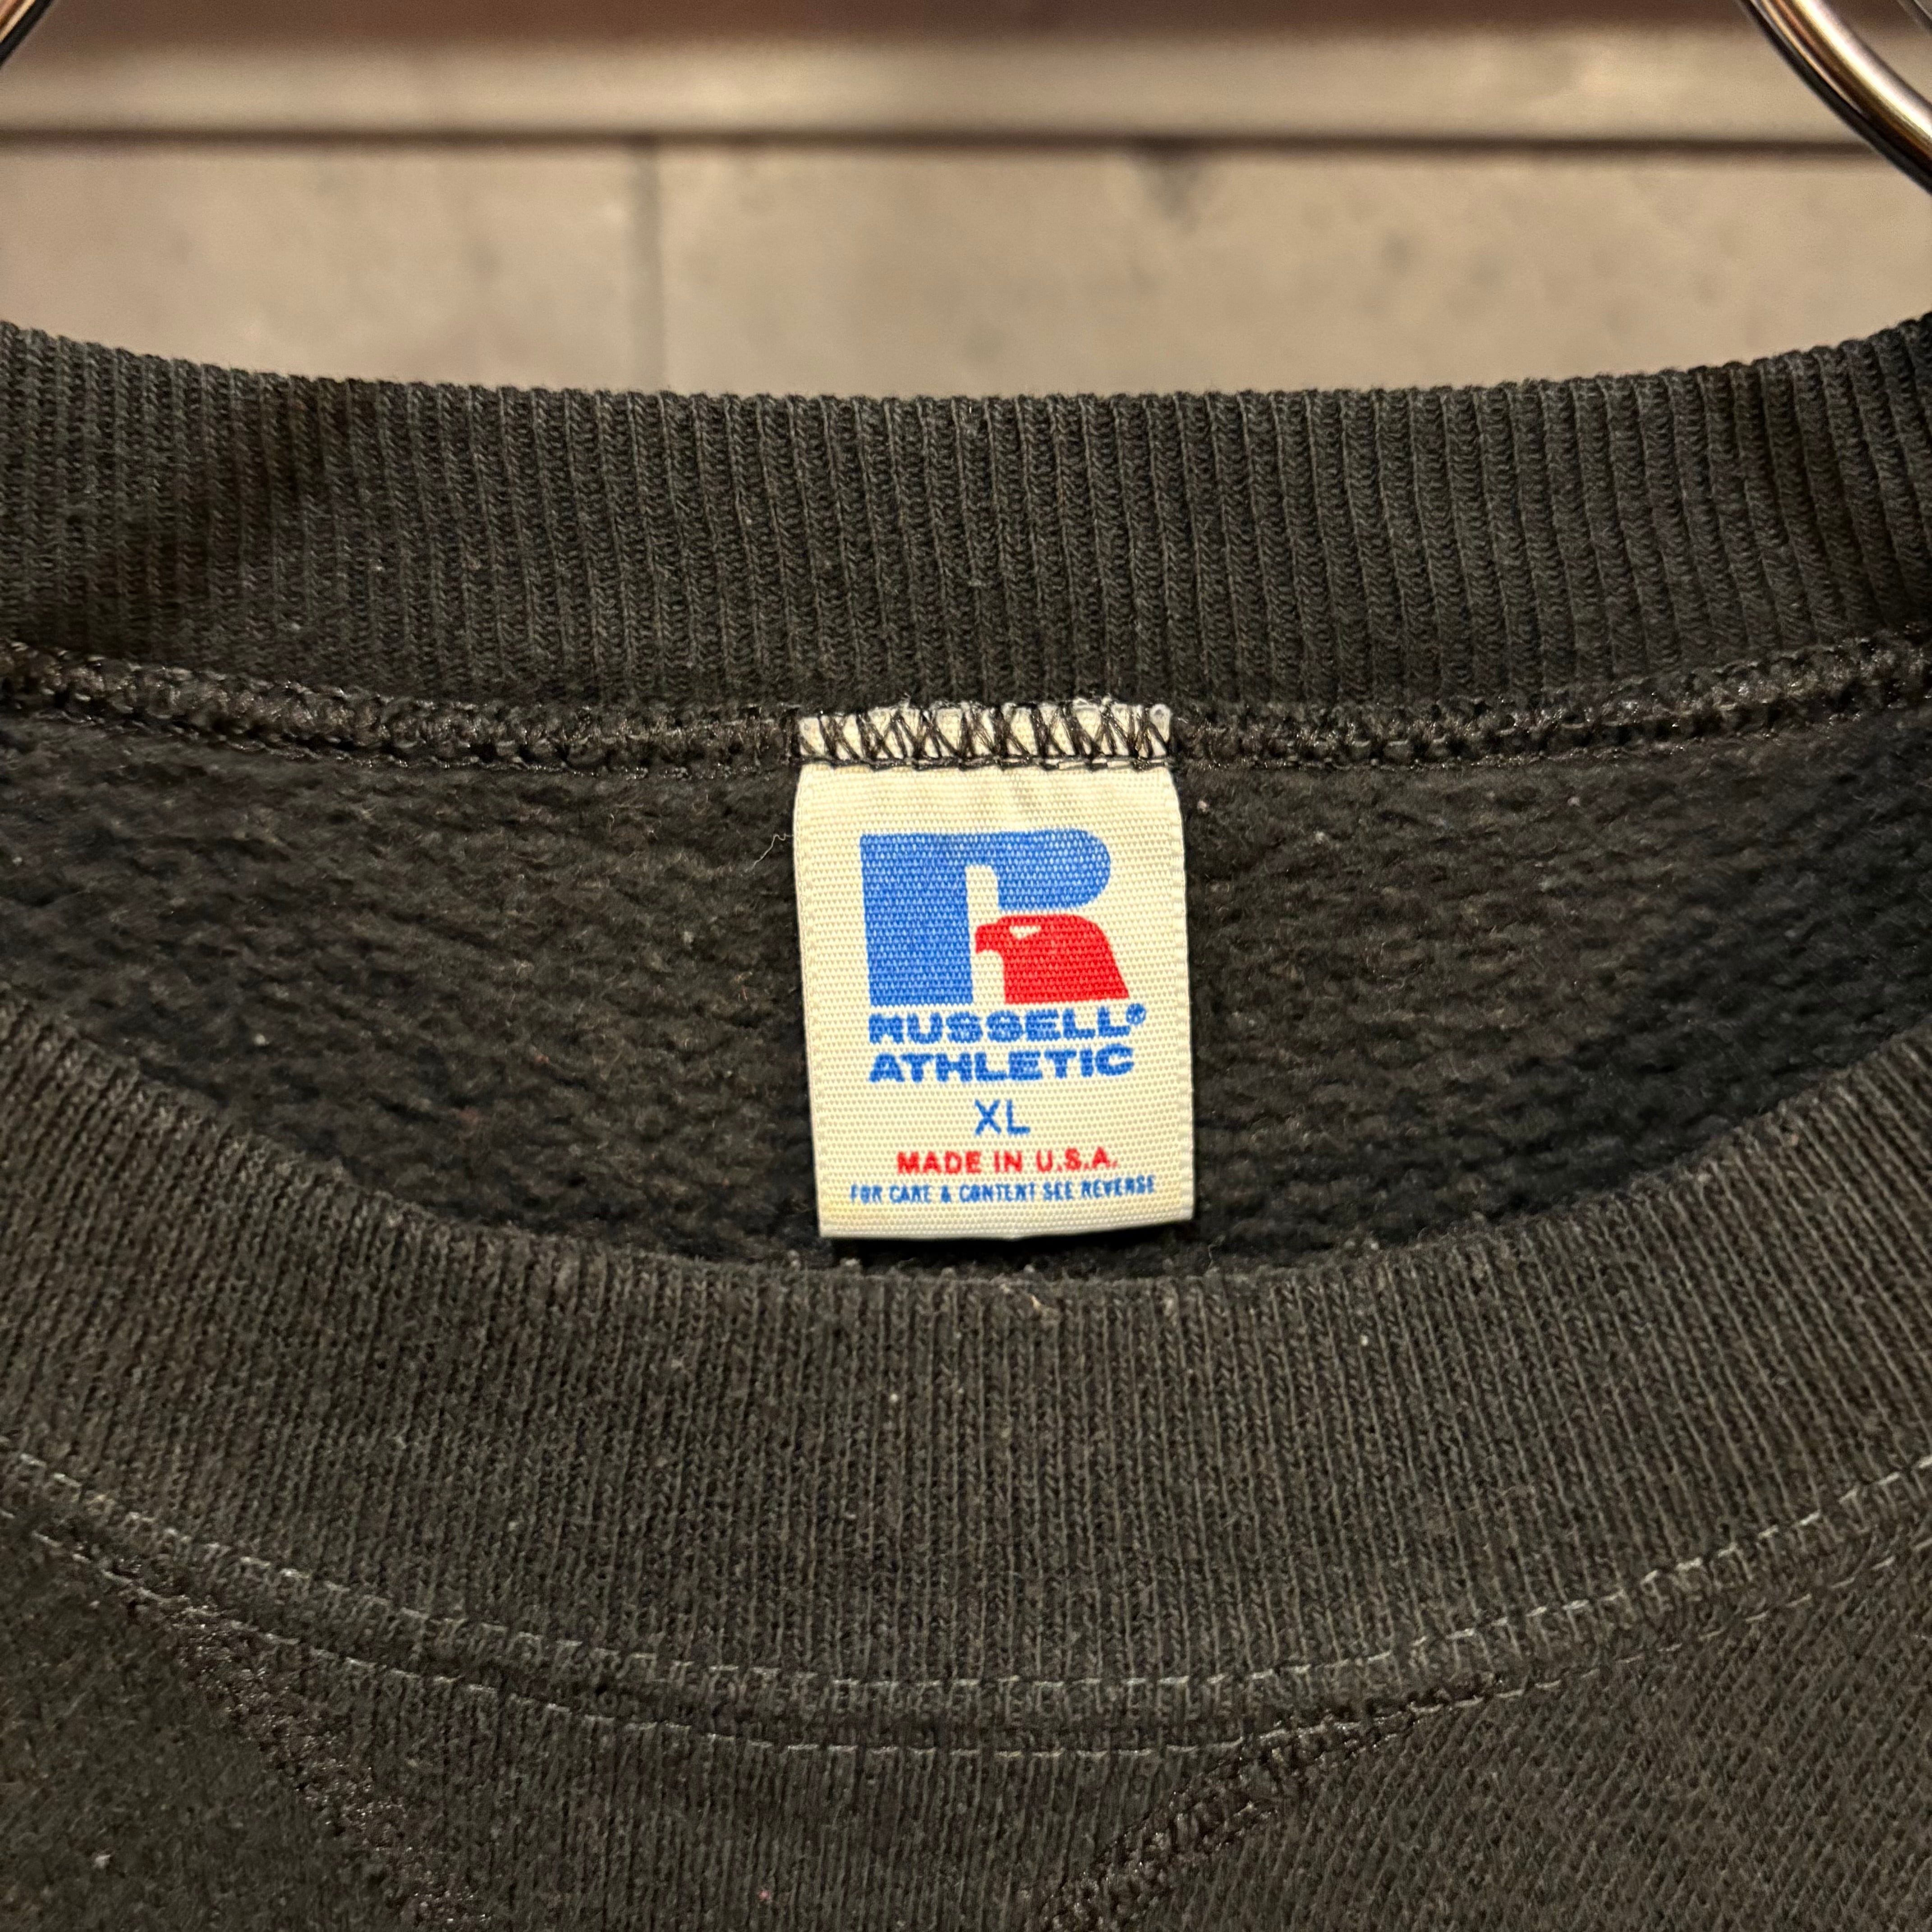 RUSSELL®
ATHLETIC
XL
MADE IN U.S.A.
FOR CARE & CONTENT SEE REVERSE